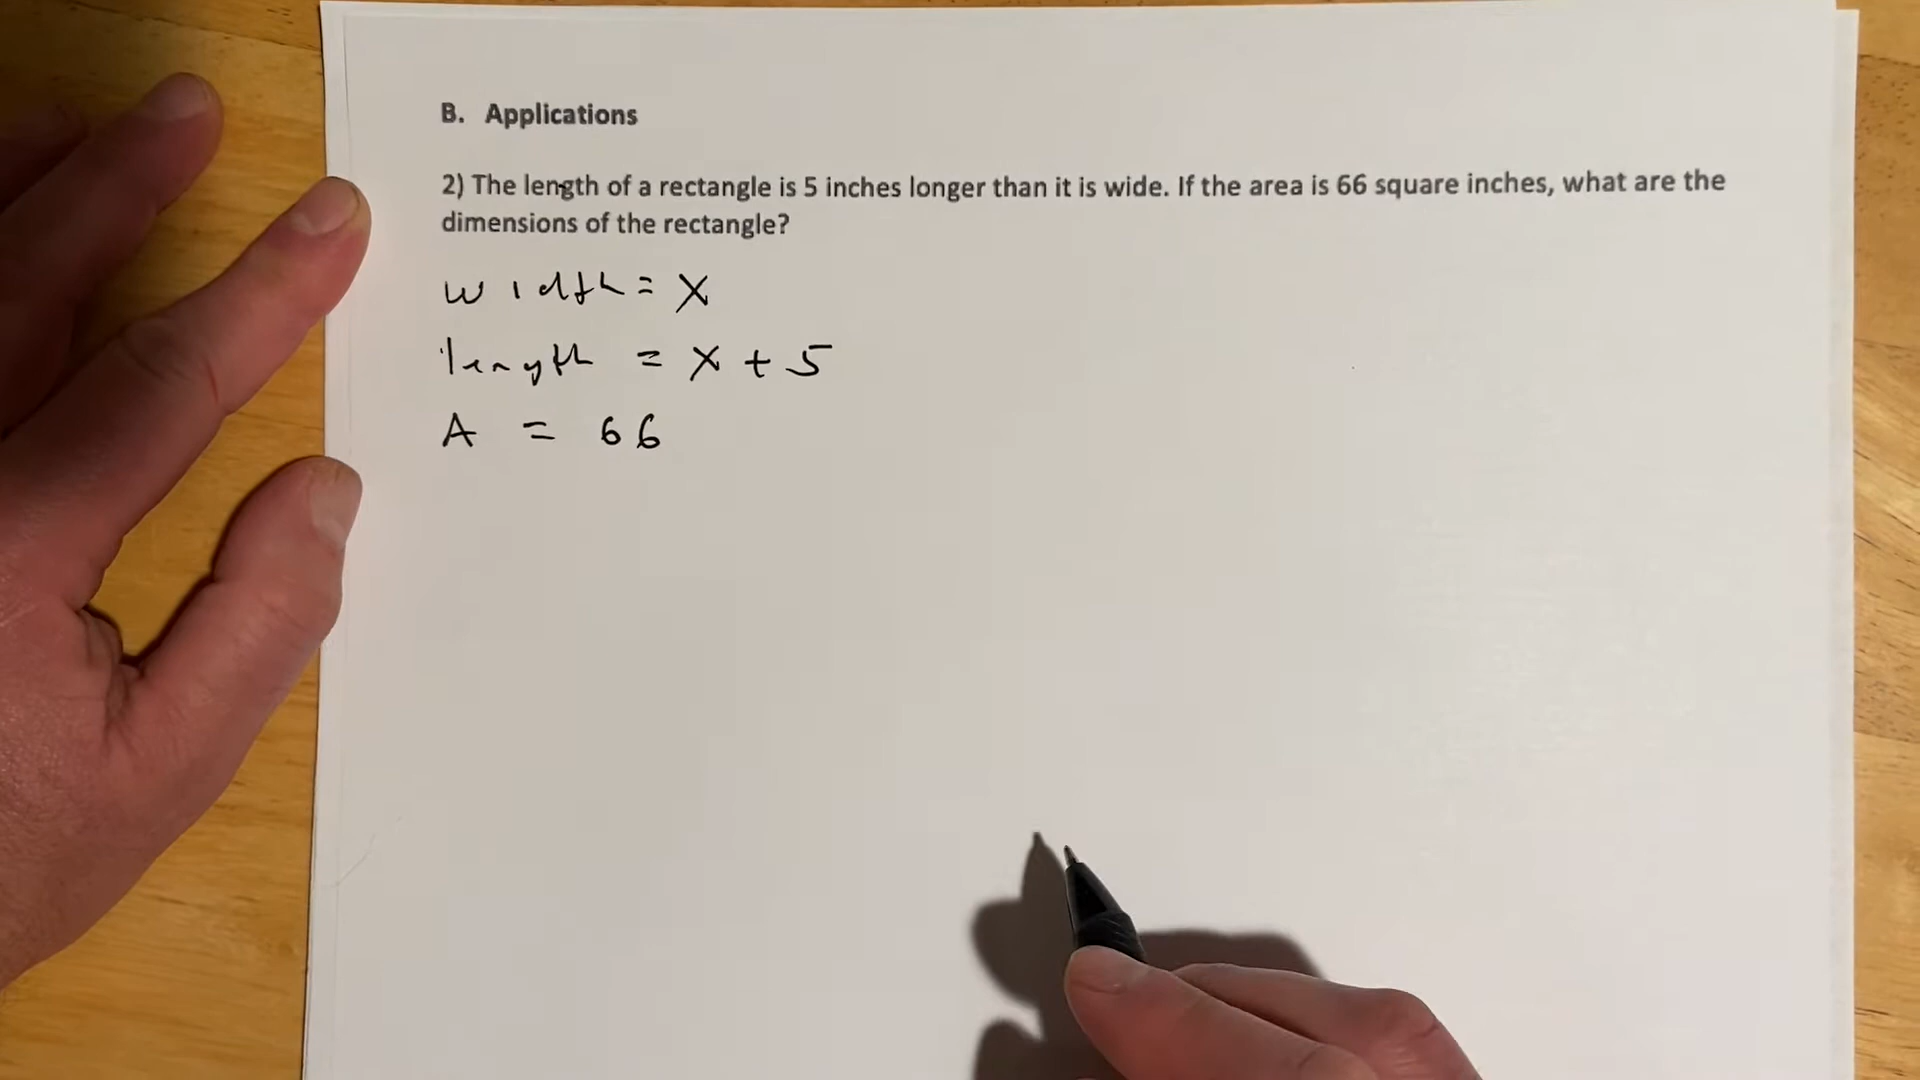 B. Applications
2) The length of a rectangle is 5 inches longer than it is wide. If the area is 66 square inches, what are the
dimensions of the rectangle?
width = x
length = x + 5
A = 66